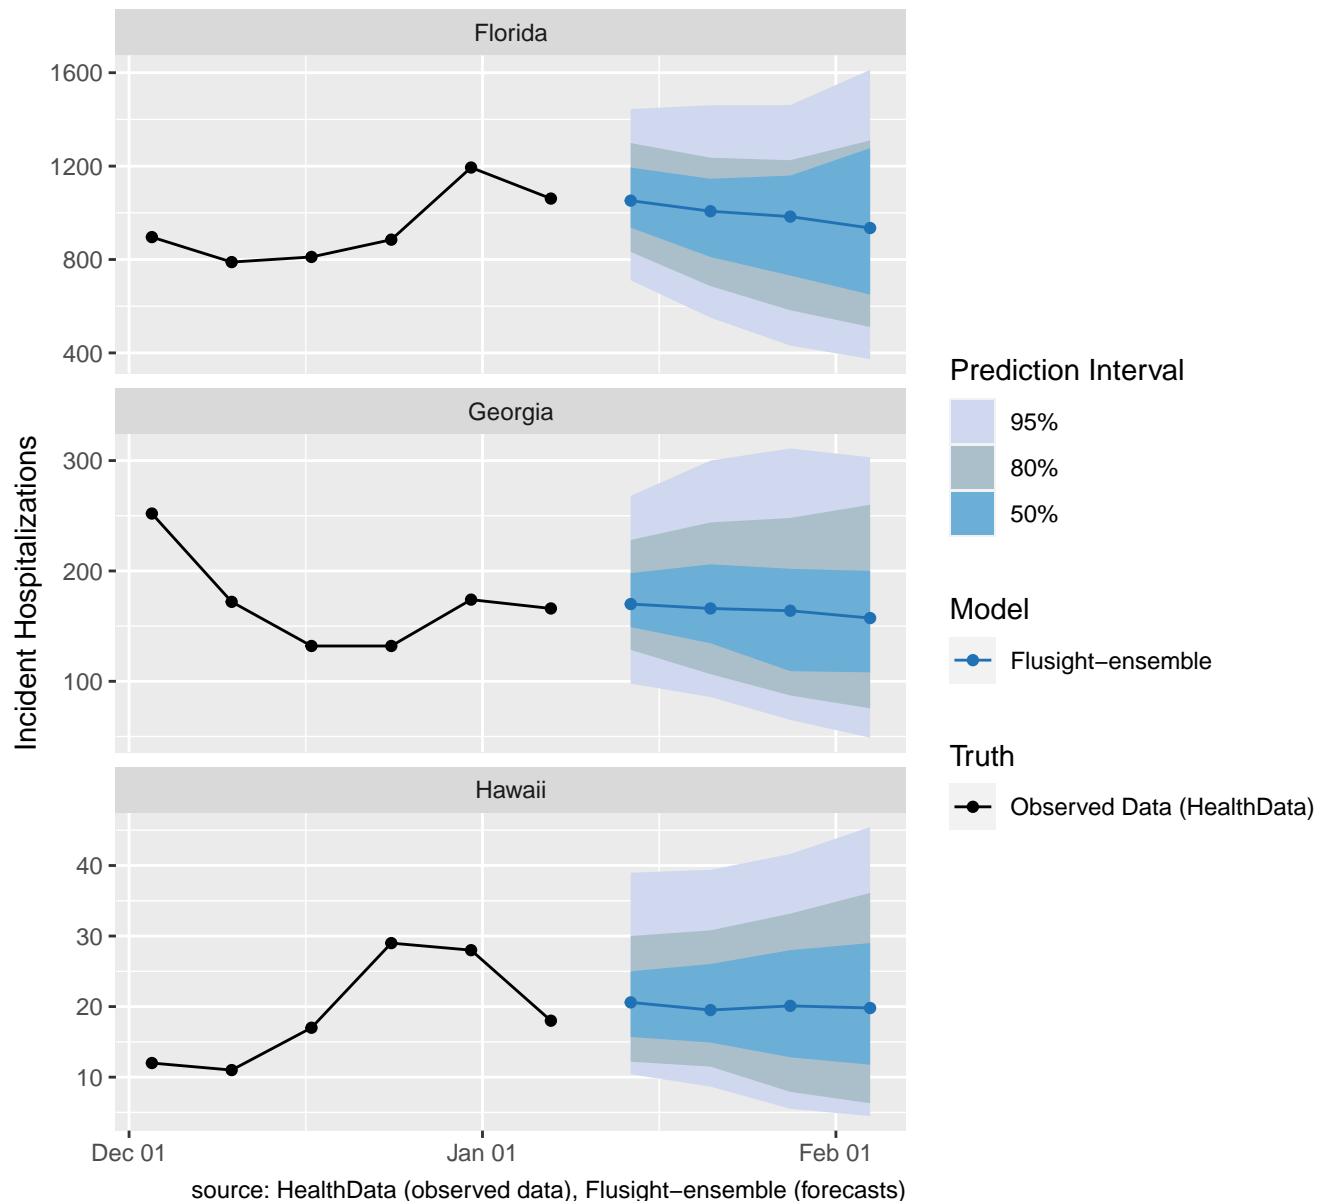 Florida
1600
1200
800
400
Georgia
300
200
100
Hawaii
40
30
20
10
Dec 01
Jan 01
Feb 01
Incident Hospitalizations
source: HealthData (observed data), Flusight−ensemble (forecasts)
Prediction Interval
95%
80%
50%
Model
Flusight−ensemble
Truth
Observed Data (HealthData)